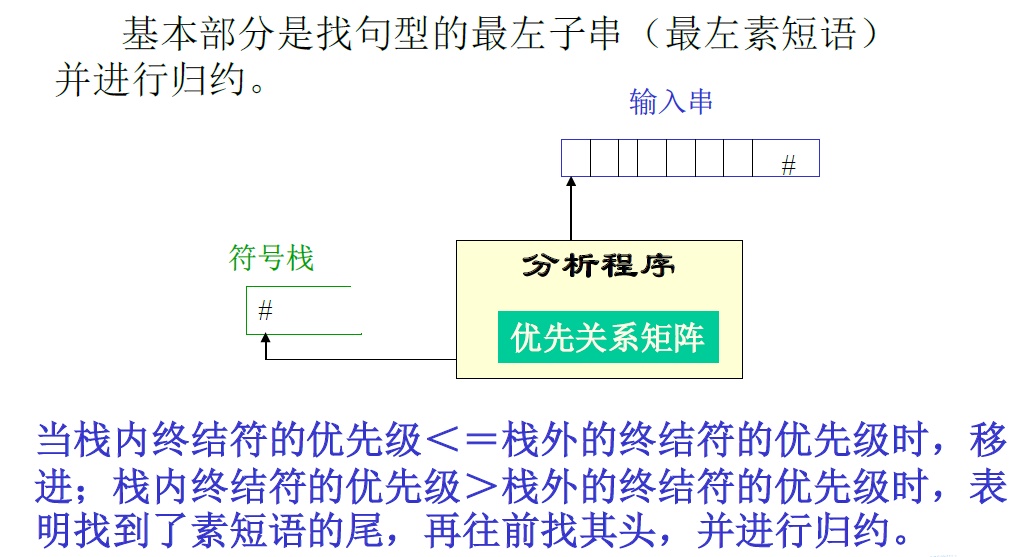 基本部分是找句型的最左子串（最左素短语）
并进行归约。
输入串
#
符号栈
#
分析程序
优先关系矩阵
当栈内终结符的优先级＜＝栈外的终结符的优先级时，移
进；栈内终结符的优先级＞栈外的终结符的优先级时，表
明找到了素短语的尾，再往前找其头，并进行归约。